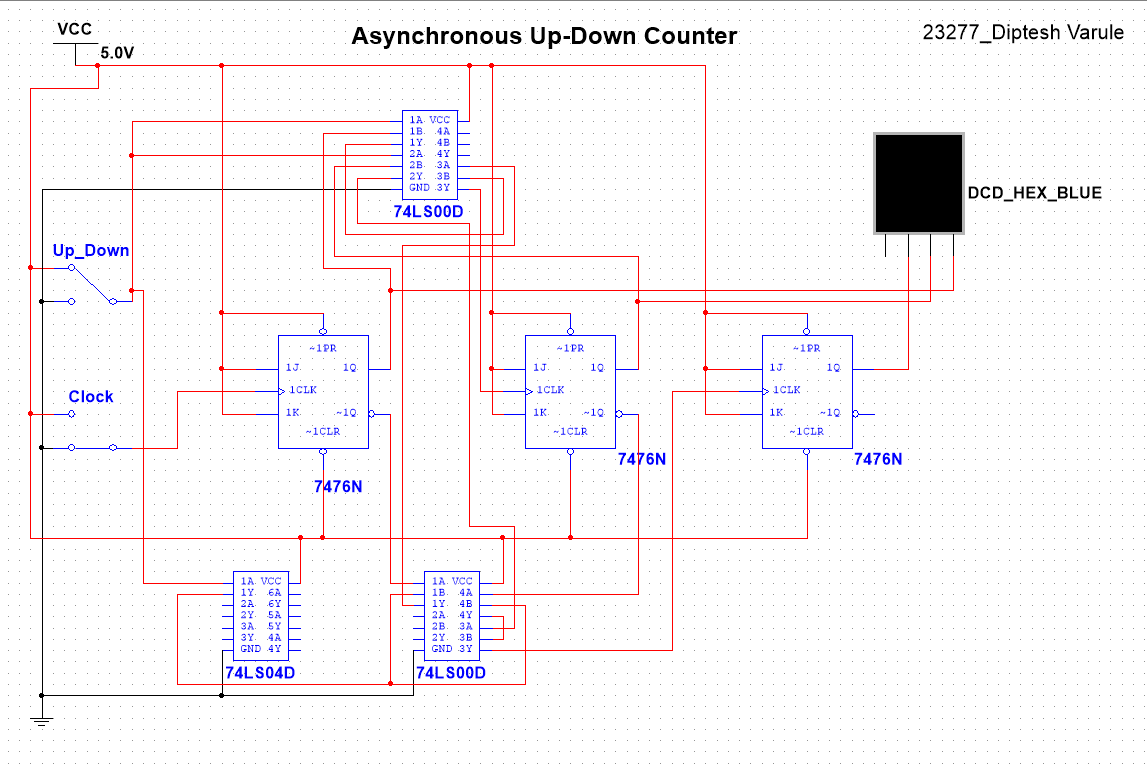 VCC
5.0V
Asynchronous Up-Down Counter
23277_Diptesh Varule
1A VCC
1B 4A
1Y 4B
2A 4Y
2B 3A
2Y 3B
GND 3Y
74LS00D
DCD_HEX_BLUE
Up_Down
Clock
~1PR
1J 1Q
1CLK
1K ~1Q
~1CLR
7476N
~1PR
1J 1Q
1CLK
1K ~1Q
~1CLR
7476N
~1PR
1J 1Q
1CLK
1K ~1Q
~1CLR
7476N
1A VCC
1Y 6A
2A 6Y
2Y 5A
3A 5Y
3Y 4A
GND 4Y
74LS04D
1A VCC
1B 4A
1Y 4B
2A 4Y
2B 3A
2Y 3B
GND 3Y
74LS00D